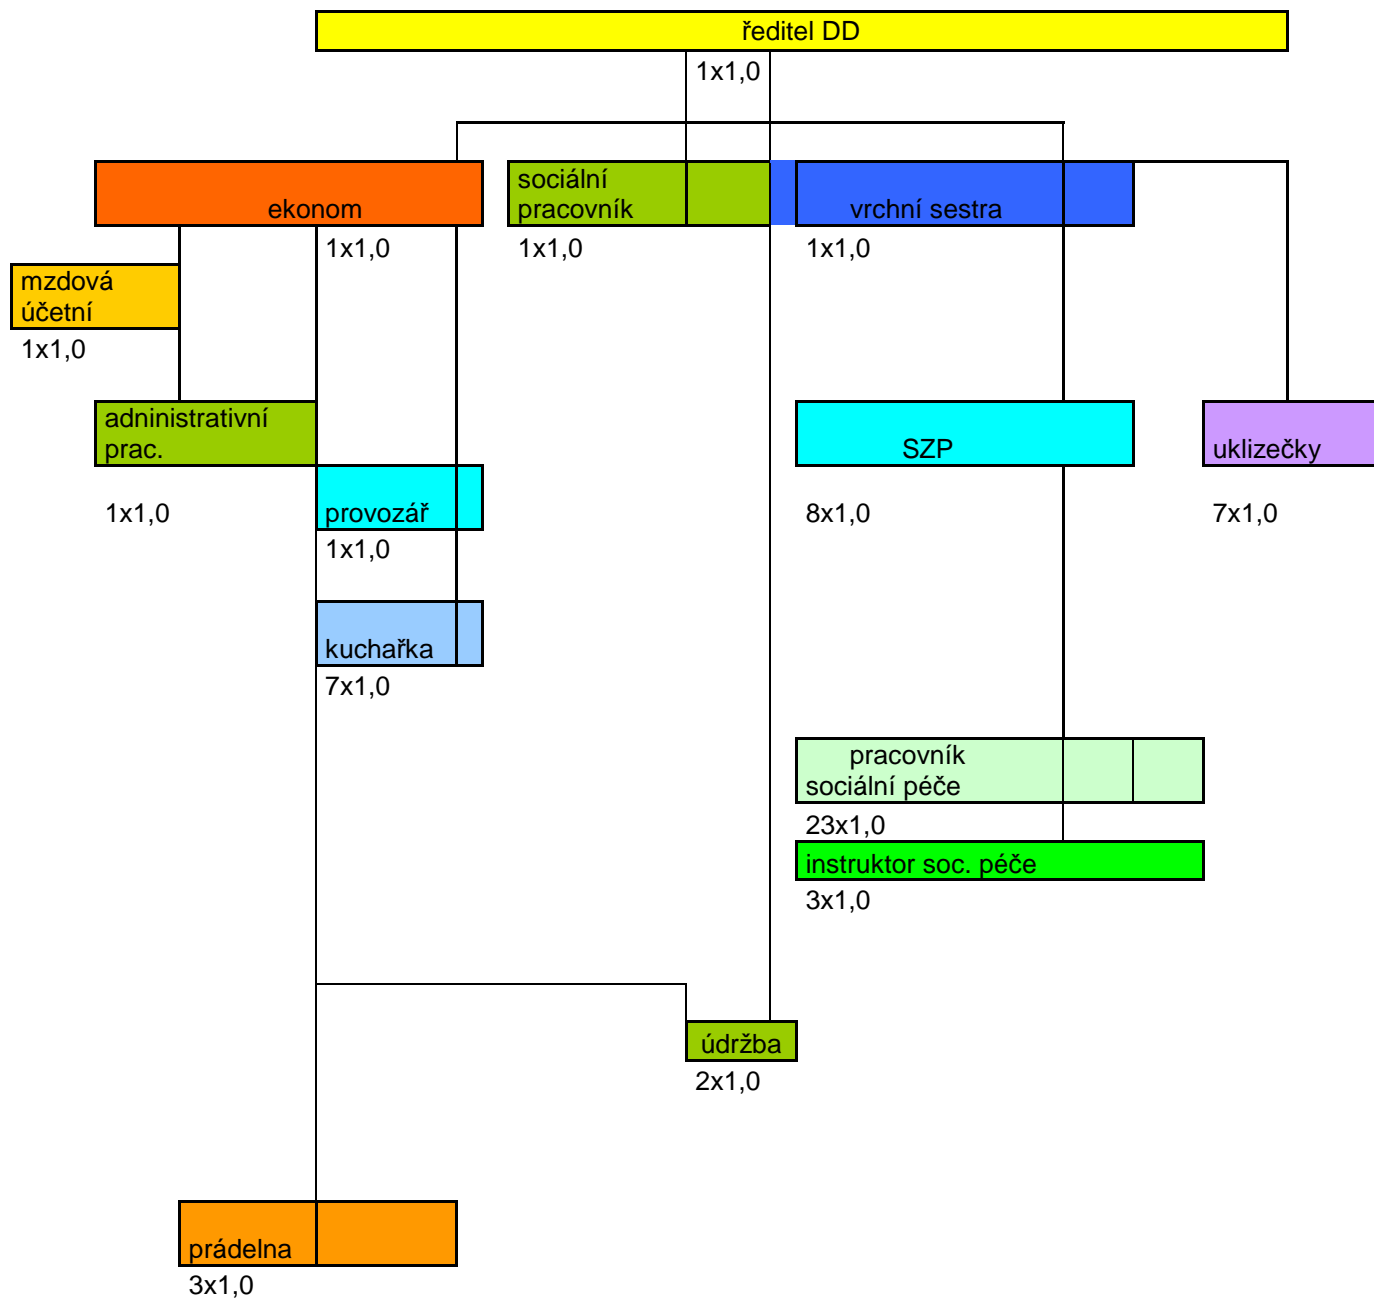 ředitel DD
1x1,0
ekonom
1x1,0
sociální
pracovník
1x1,0
vrchní sestra
1x1,0
mzdová
účetní
1x1,0
adninistrativní
prac.
1x1,0
provozář
1x1,0
kuchařka
7x1,0
SZP
8x1,0
uklizečky
7x1,0
pracovník
sociální péče
23x1,0
instruktor soc. péče
3x1,0
údržba
2x1,0
prádelna
3x1,0